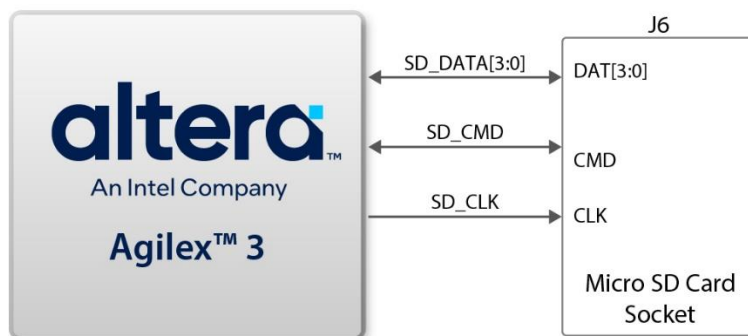 J6
SD_DATA[3:0]
DAT[3:0]
altera™
SD_CMD
CMD
An Intel Company
SD_CLK
CLK
Agilex™ 3
Micro SD Card
Socket